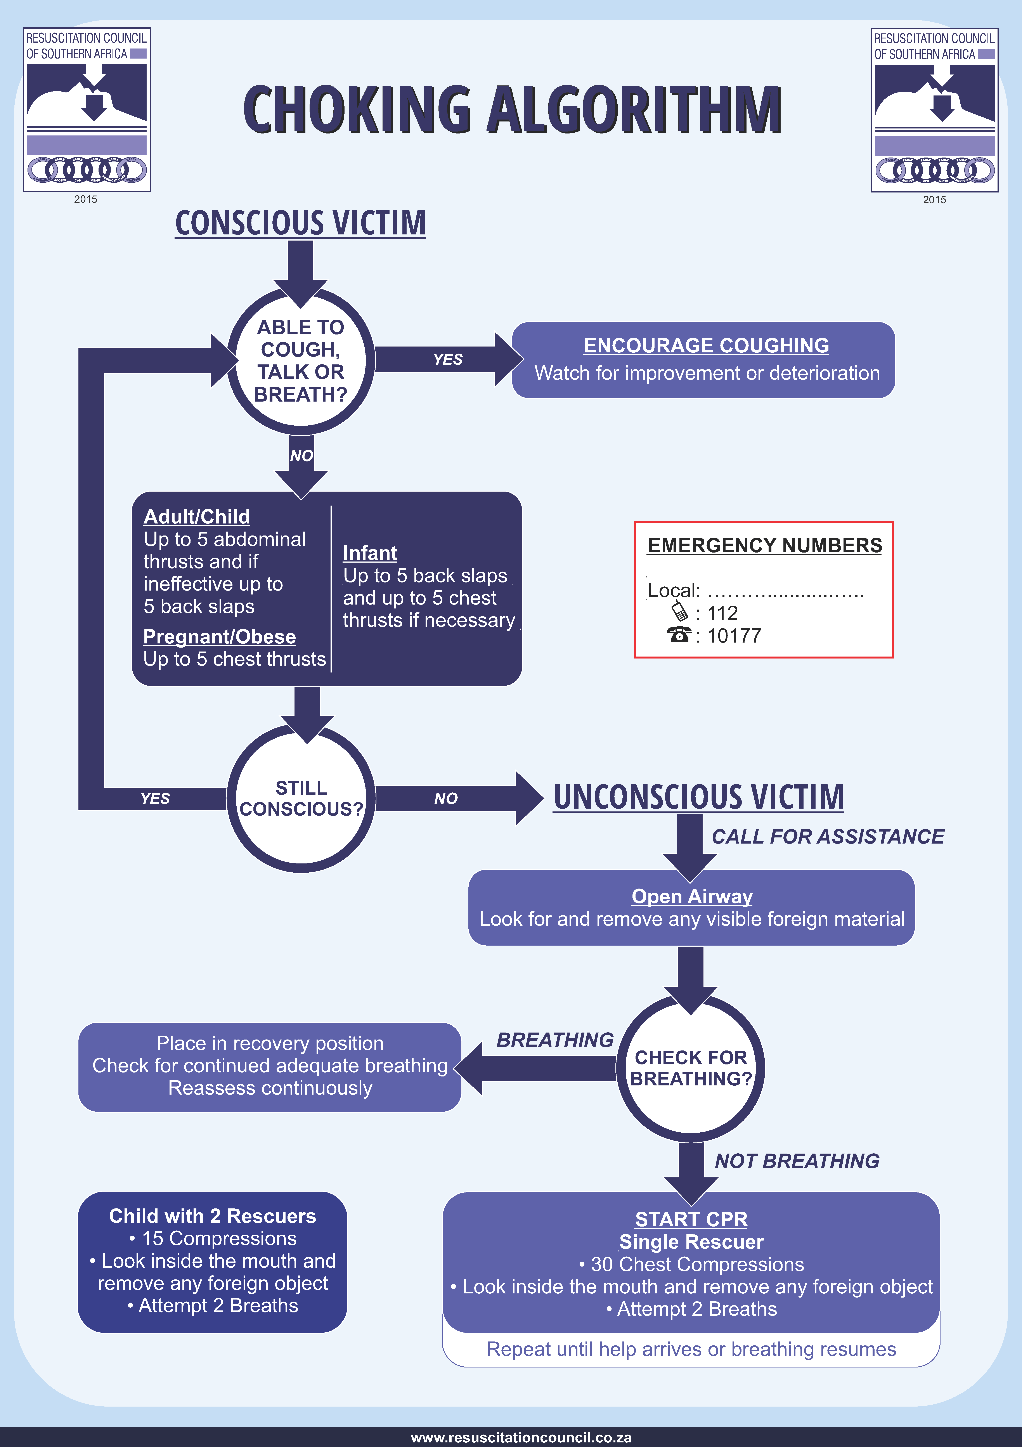 RESUSCITATION COUNCIL
OF SOUTHERN AFRICA
2015
RESUSCITATION COUNCIL
OF SOUTHERN AFRICA
2015
CHOKING ALGORITHM
CONSCIOUS VICTIM
ABLE TO
COUGH,
TALK OR
BREATH?
YES
ENCOURAGE COUGHING
Watch for improvement or deterioration
NO
Adult/Child
Up to 5 abdominal
thrusts and if
ineffective up to
5 back slaps
Pregnant/Obese
Up to 5 chest thrusts
Infant
Up to 5 back slaps
and up to 5 chest
thrusts if necessary
EMERGENCY NUMBERS
Local: ………...............…..
: 112
: 10177
STILL
CONSCIOUS?
YES
NO
UNCONSCIOUS VICTIM
CALL FOR ASSISTANCE
Open Airway
Look for and remove any visible foreign material
CHECK FOR
BREATHING?
BREATHING
Place in recovery position
Check for continued adequate breathing
Reassess continuously
NOT BREATHING
Child with 2 Rescuers
• 15 Compressions
• Look inside the mouth and
remove any foreign object
• Attempt 2 Breaths
START CPR
Single Rescuer
• 30 Chest Compressions
• Look inside the mouth and remove any foreign object
• Attempt 2 Breaths
Repeat until help arrives or breathing resumes
www.resuscitationcouncil.co.za